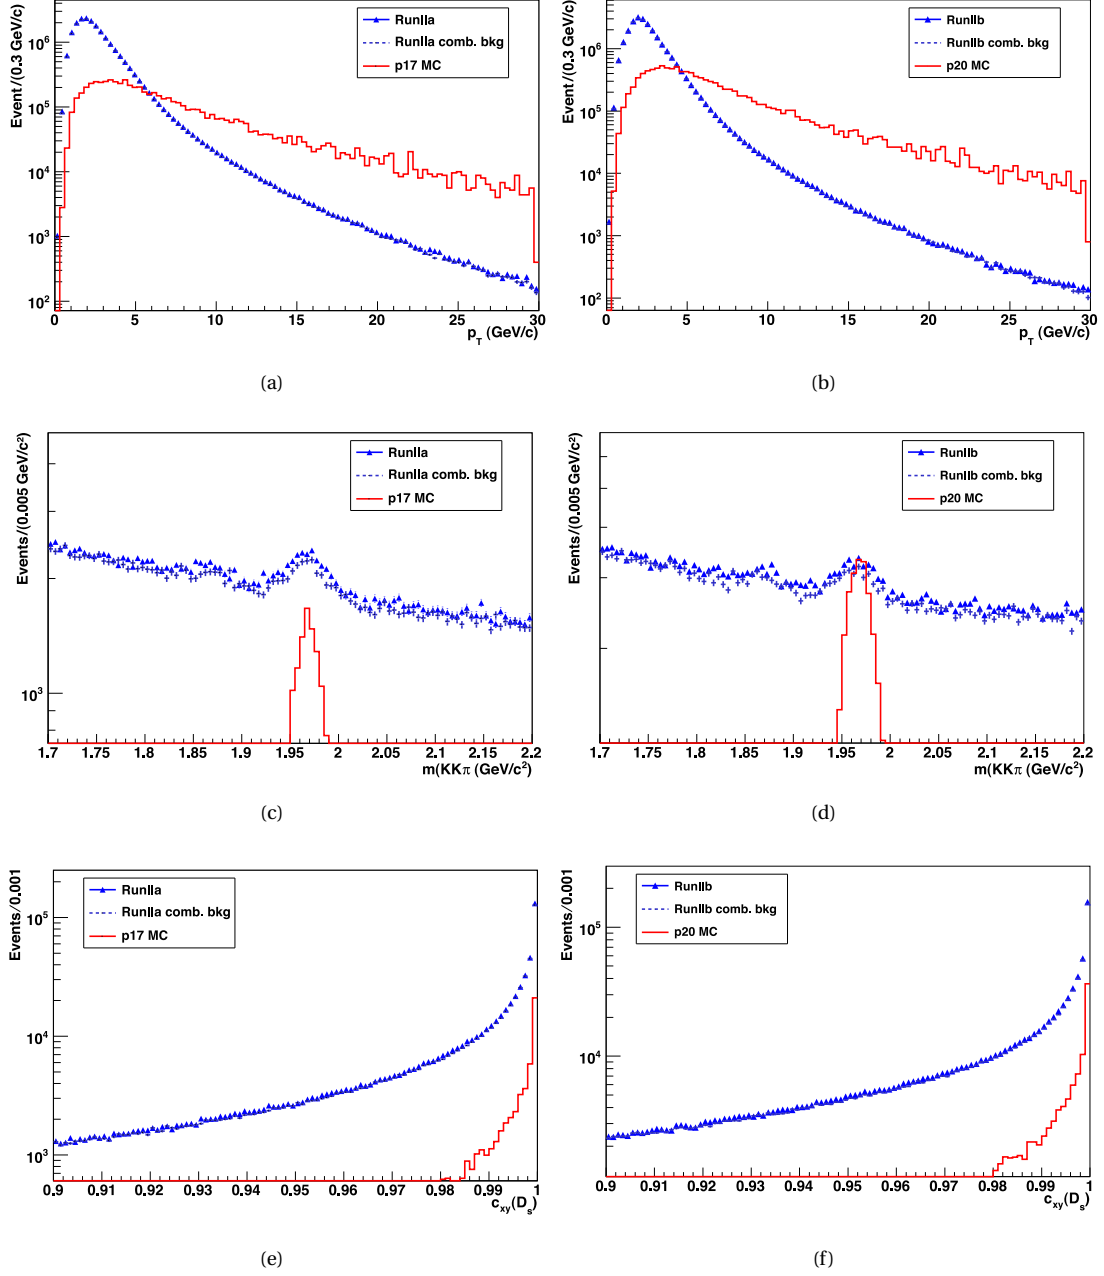 Event/(0.3 GeV/c)
10^6
10^5
10^4
10^3
10^2
RunIIa
RunIIa comb. bkg
p17 MC
0 5 10 15 20 25 30
p_T (GeV/c)
(a)
Event/(0.3 GeV/c)
10^6
10^5
10^4
10^3
10^2
RunIIb
RunIIb comb. bkg
p20 MC
0 5 10 15 20 25 30
p_T (GeV/c)
(b)
Events/(0.005 GeV/c²)
10^3
RunIIa
RunIIa comb. bkg
p17 MC
1.7 1.75 1.8 1.85 1.9 1.95 2 2.05 2.1 2.15 2.2
m(KKπ (GeV/c²)
(c)
Events/(0.005 GeV/c²)
RunIIb
RunIIb comb. bkg
p20 MC
1.7 1.75 1.8 1.85 1.9 1.95 2 2.05 2.1 2.15 2.2
m(KKπ (GeV/c²)
(d)
Events/0.001
10^5
10^4
10^3
RunIIa
RunIIa comb. bkg
p17 MC
0.9 0.91 0.92 0.93 0.94 0.95 0.96 0.97 0.98 0.99 1
c_xy(D_s)
(e)
Events/0.001
10^5
10^4
RunIIb
RunIIb comb. bkg
p20 MC
0.9 0.91 0.92 0.93 0.94 0.95 0.96 0.97 0.98 0.99 1
c_xy(D_s)
(f)